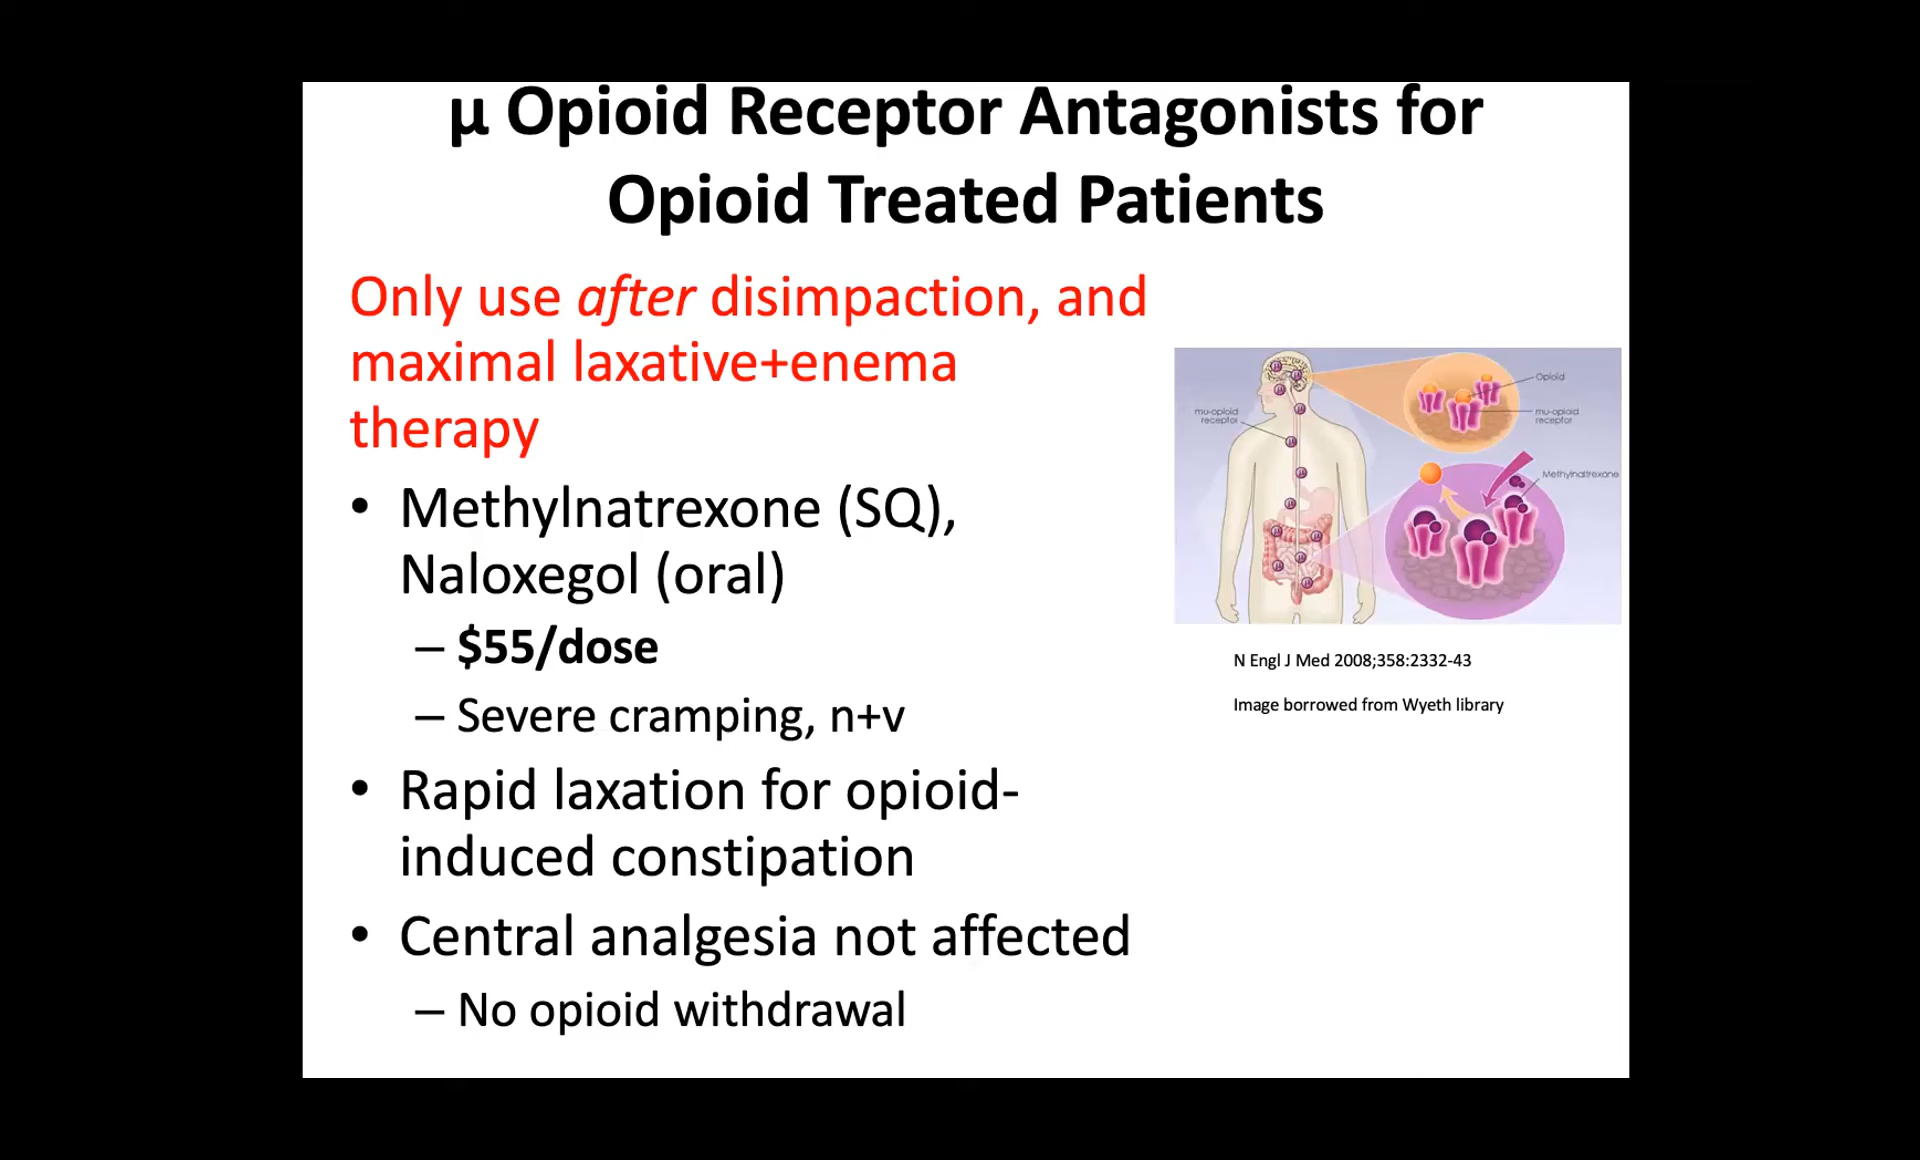 µ Opioid Receptor Antagonists for
Opioid Treated Patients
Only use after disimpaction, and
maximal laxative+enema
therapy
• Methylnatrexone (SQ),
Naloxegol (oral)
– $55/dose
– Severe cramping, n+v
• Rapid laxation for opioid-
induced constipation
• Central analgesia not affected
– No opioid withdrawal
mu-opioid
receptor
Opioid
mu-opioid
receptor
Methylnaltrexone
N Engl J Med 2008;358:2332-43
Image borrowed from Wyeth library